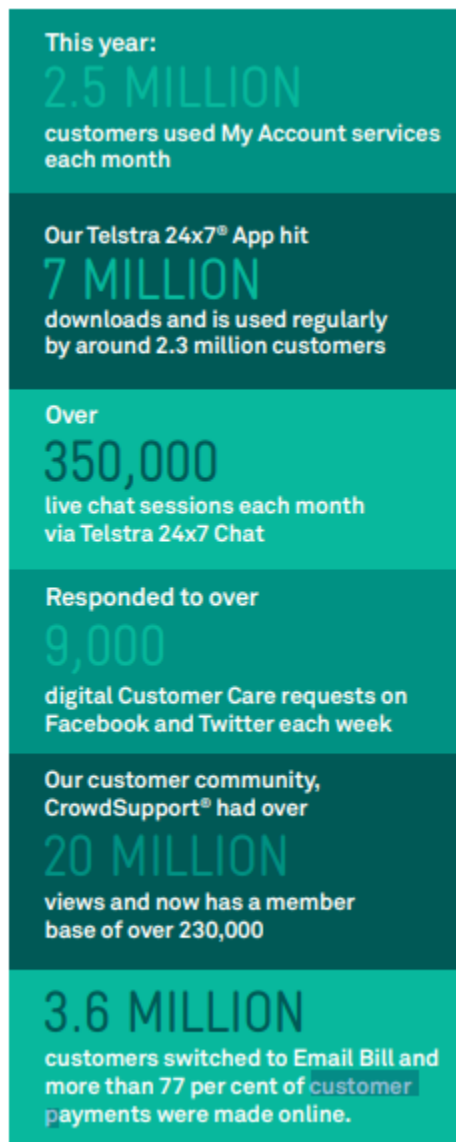 This year:
2.5 MILLION
customers used My Account services
each month
Our Telstra 24x7® App hit
7 MILLION
downloads and is used regularly
by around 2.3 million customers
Over
350,000
live chat sessions each month
via Telstra 24x7 Chat
Responded to over
9,000
digital Customer Care requests on
Facebook and Twitter each week
Our customer community,
CrowdSupport® had over
20 MILLION
views and now has a member
base of over 230,000
3.6 MILLION
customers switched to Email Bill and
more than 77 per cent of customer
payments were made online.